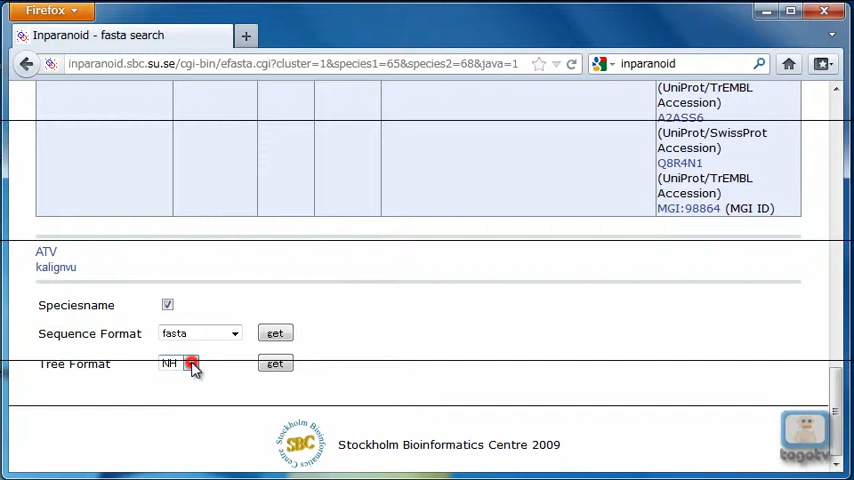 Firefox
Inparanoid - fasta search
inparanoid.sbc.su.se/cgi-bin/efasta.cgi?cluster=1&species1=65&species2=68&java=1
inparanoid
(UniProt/TrEMBL
Accession)
A2ASS6
(UniProt/SwissProt
Accession)
Q8R4N1
(UniProt/TrEMBL
Accession)
MGI:98864 (MGI ID)
ATV
kalignvu
Speciesname
Sequence Format fasta get
Tree Format NH get
SBC Stockholm Bioinformatics Centre 2009
togotv